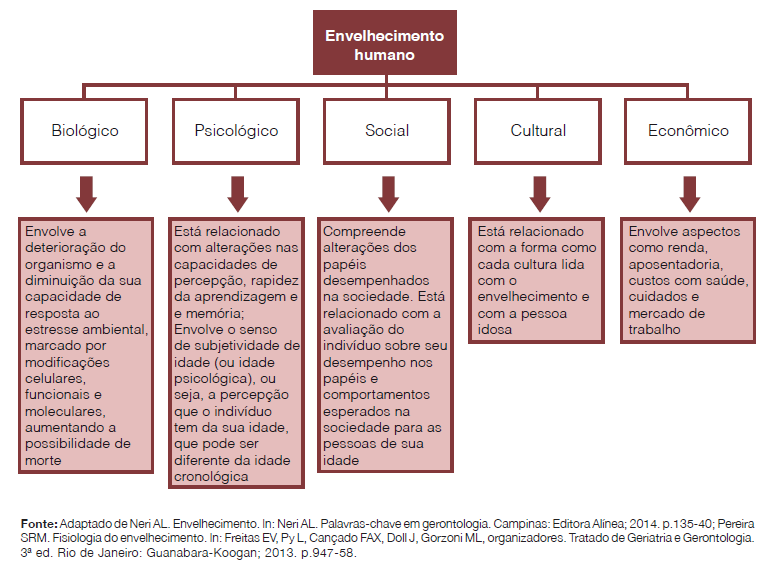 Envelhecimento
humano
Biológico
Psicológico
Social
Cultural
Econômico
Envolve a
deterioração do
organismo e a
diminuição da sua
capacidade de
resposta ao
estresse ambiental,
marcado por
modificações
celulares,
funcionais e
moleculares,
aumentando a
possibilidade de
morte
Está relacionado
com alterações nas
capacidades de
percepção, rapidez
da aprendizagem e
e memória;
Envolve o senso
de subjetividade de
idade (ou idade
psicológica), ou
seja, a percepção
que o indivíduo
tem da sua idade,
que pode ser
diferente da idade
cronológica
Compreende
alterações dos
papéis
desempenhados
na sociedade. Está
relacionado com a
avaliação do
indivíduo sobre seu
desempenho nos
papéis e
comportamentos
esperados na
sociedade para as
pessoas de sua
idade
Está relacionado
com a forma como
cada cultura lida
com o
envelhecimento e
com a pessoa
idosa
Envolve aspectos
como renda,
aposentadoria,
custos com saúde,
cuidados e
mercado de
trabalho
Fonte: Adaptado de Neri AL. Envelhecimento. In: Neri AL. Palavras-chave em gerontologia. Campinas: Editora Alínea; 2014. p.135-40; Pereira
SRM. Fisiologia do envelhecimento. In: Freitas EV, Py L, Cançado FAX, Doll J, Gorzoni ML, organizadores. Tratado de Geriatria e Gerontologia.
3ª ed. Rio de Janeiro: Guanabara-Koogan; 2013. p.947-58.